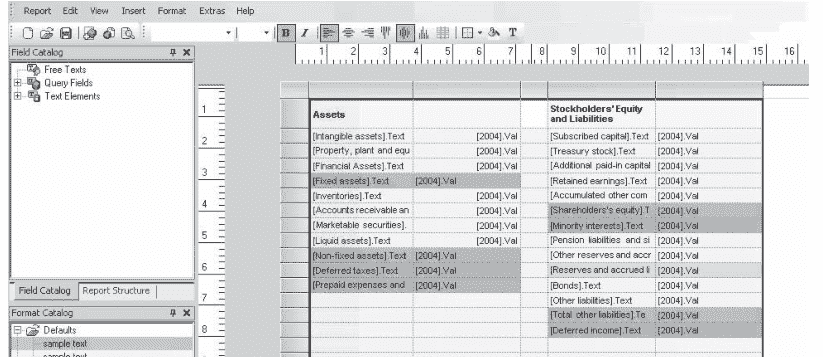 Report Edit View Insert Format Extras Help
B I T
Field Catalog
Free Texts
Query Fields
Text Elements
Field Catalog Report Structure
Format Catalog
Defaults
sample text
sample text
1 2 3 4 5 6 7 8 9 10 11 12 13 14 15 16
1
2
3
4
5
6
7
8
Assets
Stockholders' Equity
and Liabilities
[Intangible assets].Text [2004].Val [Subscribed capital].Text [2004].Val
[Property, plant and equ [2004].Val [Treasury stock].Text [2004].Val
[Financial Assets].Text [2004].Val [Additional paid-in capital [2004].Val
[Fixed assets].Text [2004].Val [Retained earnings].Text [2004].Val
[Inventories].Text [2004].Val [Accumulated other com [2004].Val
[Accounts receivable an [2004].Val [Shareholders's equity].T [2004].Val
[Marketable securities]. [2004].Val [Minority interests].Text [2004].Val
[Liquid assets].Text [2004].Val [Pension liabilities and si [2004].Val
[Non-fixed assets].Text [2004].Val [Other reserves and accr [2004].Val
[Deferred taxes].Text [2004].Val [Reserves and accrued li [2004].Val
[Prepaid expenses and [2004].Val [Bonds].Text [2004].Val
[Other liabilities].Text [2004].Val
[Total other liabilities].Te [2004].Val
[Deferred income].Text [2004].Val